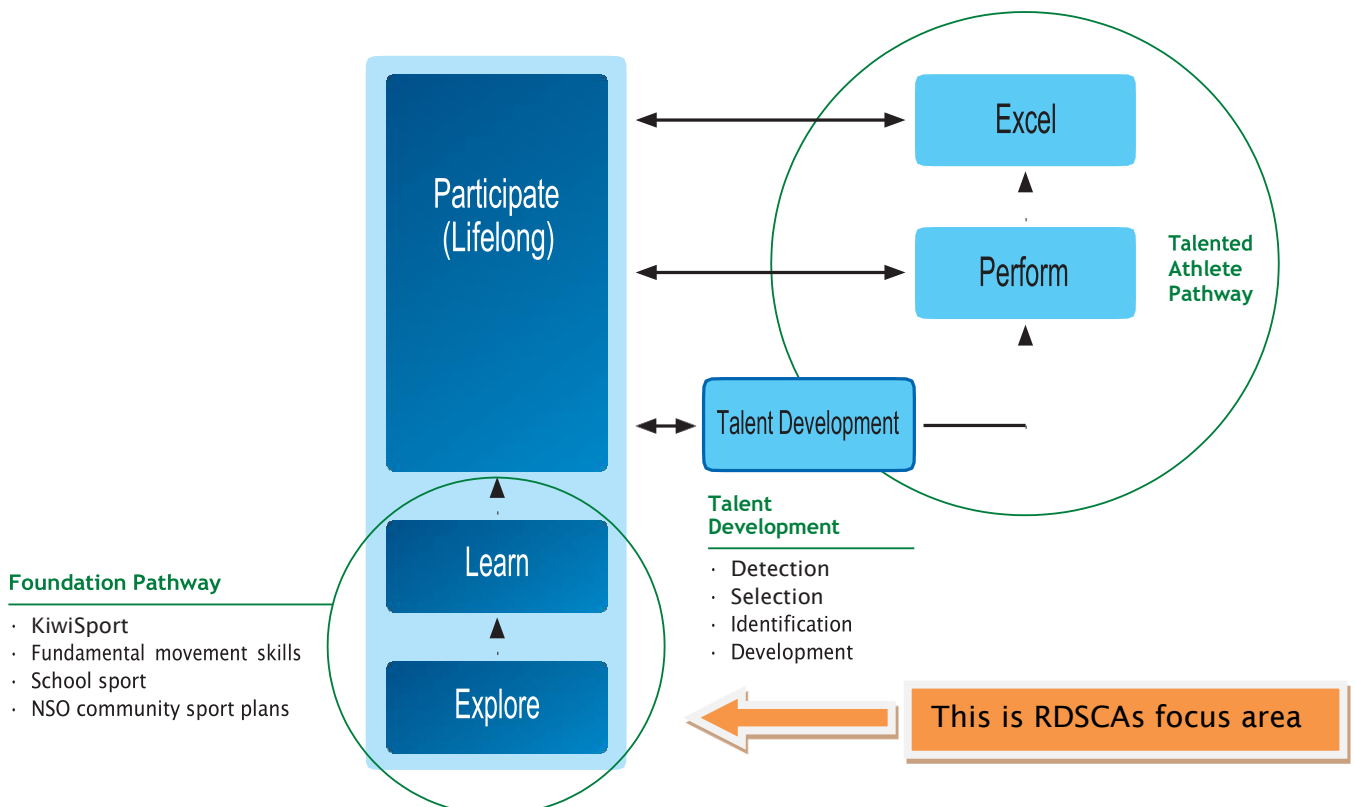 Participate
(Lifelong)
Learn
Explore
Excel
Perform
Talent Development
Talented
Athlete
Pathway
Talent
Development
· Detection
· Selection
· Identification
· Development
Foundation Pathway
· KiwiSport
· Fundamental movement skills
· School sport
· NSO community sport plans
This is RDSCAs focus area